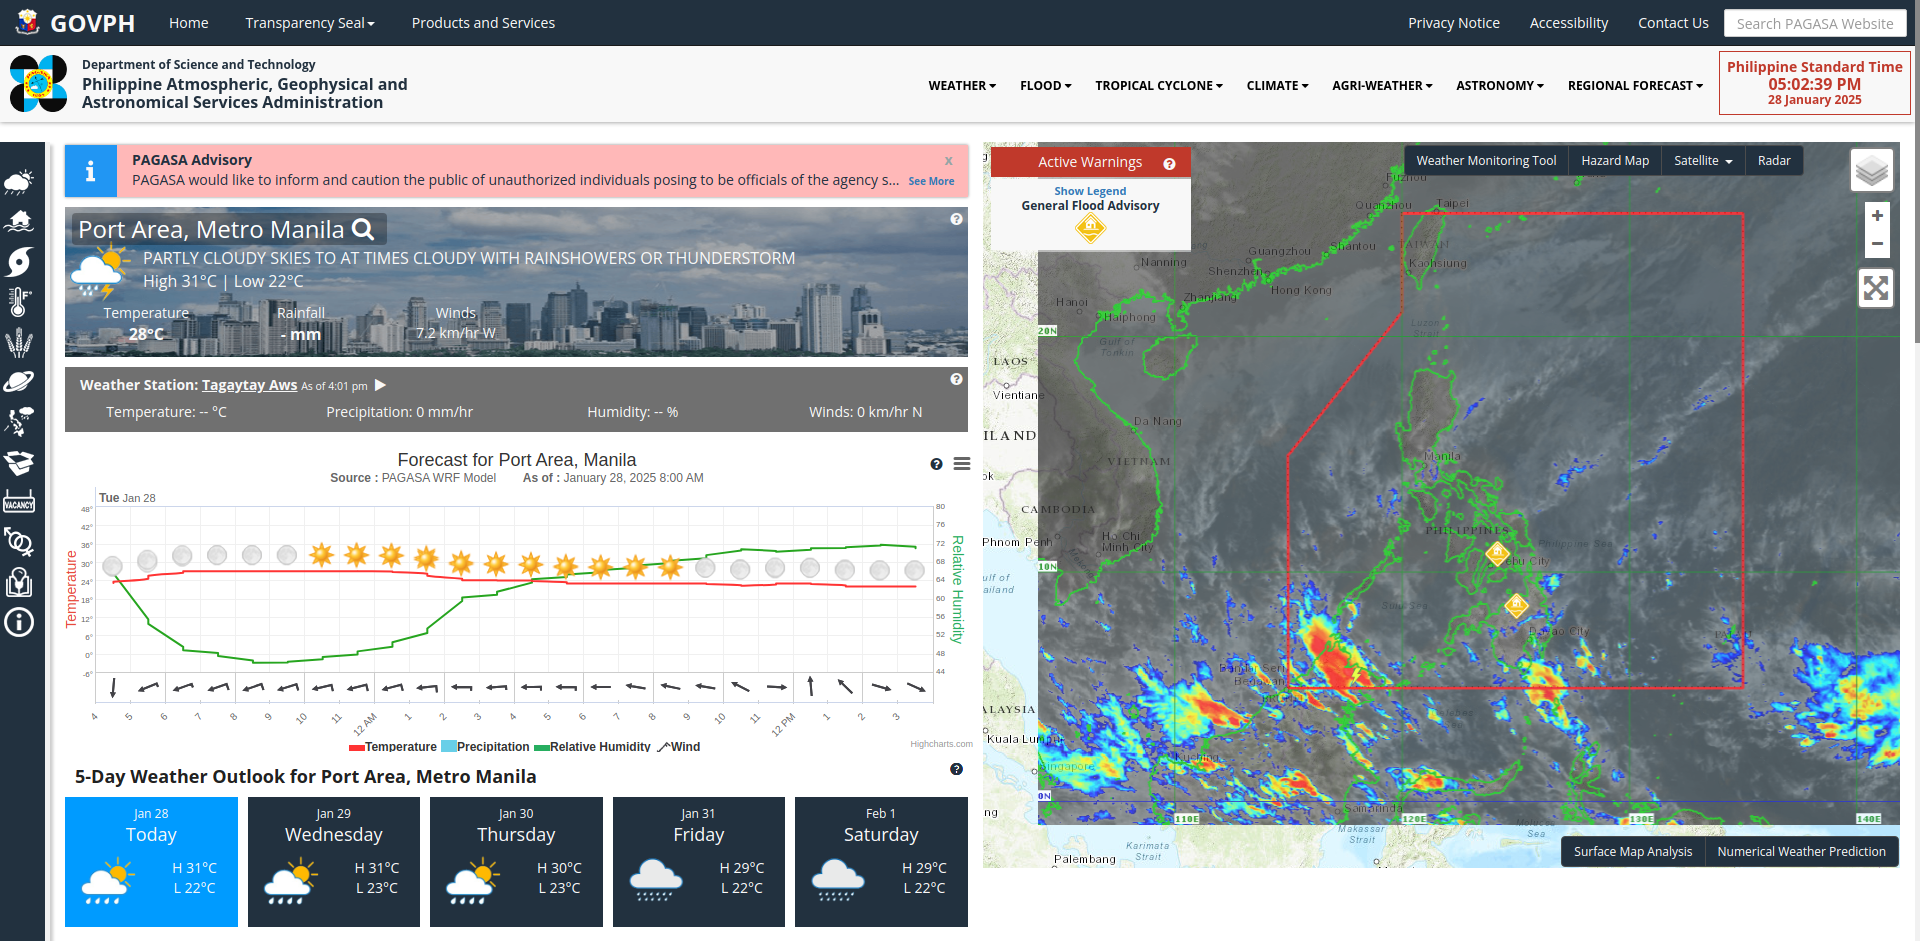 GOVPH
Home
Transparency Seal
Products and Services
Privacy Notice
Accessibility
Contact Us
Search PAGASA Website
Department of Science and Technology
Philippine Atmospheric, Geophysical and
Astronomical Services Administration
WEATHER
FLOOD
TROPICAL CYCLONE
CLIMATE
AGRI-WEATHER
ASTRONOMY
REGIONAL FORECAST
Philippine Standard Time
05:02:39 PM
28 January 2025
VACANCY
PAGASA Advisory
x
PAGASA would like to inform and caution the public of unauthorized individuals posing to be officials of the agency s... See More
Port Area, Metro Manila
PARTLY CLOUDY SKIES TO AT TIMES CLOUDY WITH RAINSHOWERS OR THUNDERSTORM
High 31°C | Low 22°C
Temperature
28°C
Rainfall
- mm
Winds
7.2 km/hr W
Weather Station: Tagaytay Aws As of 4:01 pm
Temperature: -- °C
Precipitation: 0 mm/hr
Humidity: -- %
Winds: 0 km/hr N
Forecast for Port Area, Manila
Source : PAGASA WRF Model As of : January 28, 2025 8:00 AM
Tue Jan 28
48°
42°
36°
30°
24°
18°
12°
6°
0°
-6°
Temperature
80
76
72
68
64
60
56
52
48
44
Relative Humidity
4 5 6 7 8 9 10 11 12 AM 1 2 3 4 5 6 7 8 9 10 11 12 PM 1 2 3
Temperature Precipitation Relative Humidity Wind
Highcharts.com
5-Day Weather Outlook for Port Area, Metro Manila
Jan 28
Today
H 31°C
L 22°C
Jan 29
Wednesday
H 31°C
L 23°C
Jan 30
Thursday
H 30°C
L 23°C
Jan 31
Friday
H 29°C
L 22°C
Feb 1
Saturday
H 29°C
L 22°C
Active Warnings
Show Legend
General Flood Advisory
Weather Monitoring Tool
Hazard Map
Satellite
Radar
+
−
Fuzhou
Quanzhou
Taipei
TAIWAN
Kaohsiung
Shantou
Guangzhou
Shenzhen
Hong Kong
Nanning
Zhanjiang
Hanoi
Haiphong
Gulf of
Tonkin
Luzon
Strait
20N
LAOS
Vientiane
ILAND
Da Nang
VIETNAM
Manila
ok
CAMBODIA
Phnom Penh
Ho Chi
Minh City
PHILIPPINES
Philippine Sea
Cebu City
10N
ulf of
ailand
Sulu Sea
Davao City
Bandar Seri
Begawan
ALAYSIA
Kuala Lumpur
Kuching
Singapore
0N
Samarinda
110E
120E
130E
140E
ng
Makassar
Strait
Karimata
Strait
Sea
Palembang
Surface Map Analysis
Numerical Weather Prediction